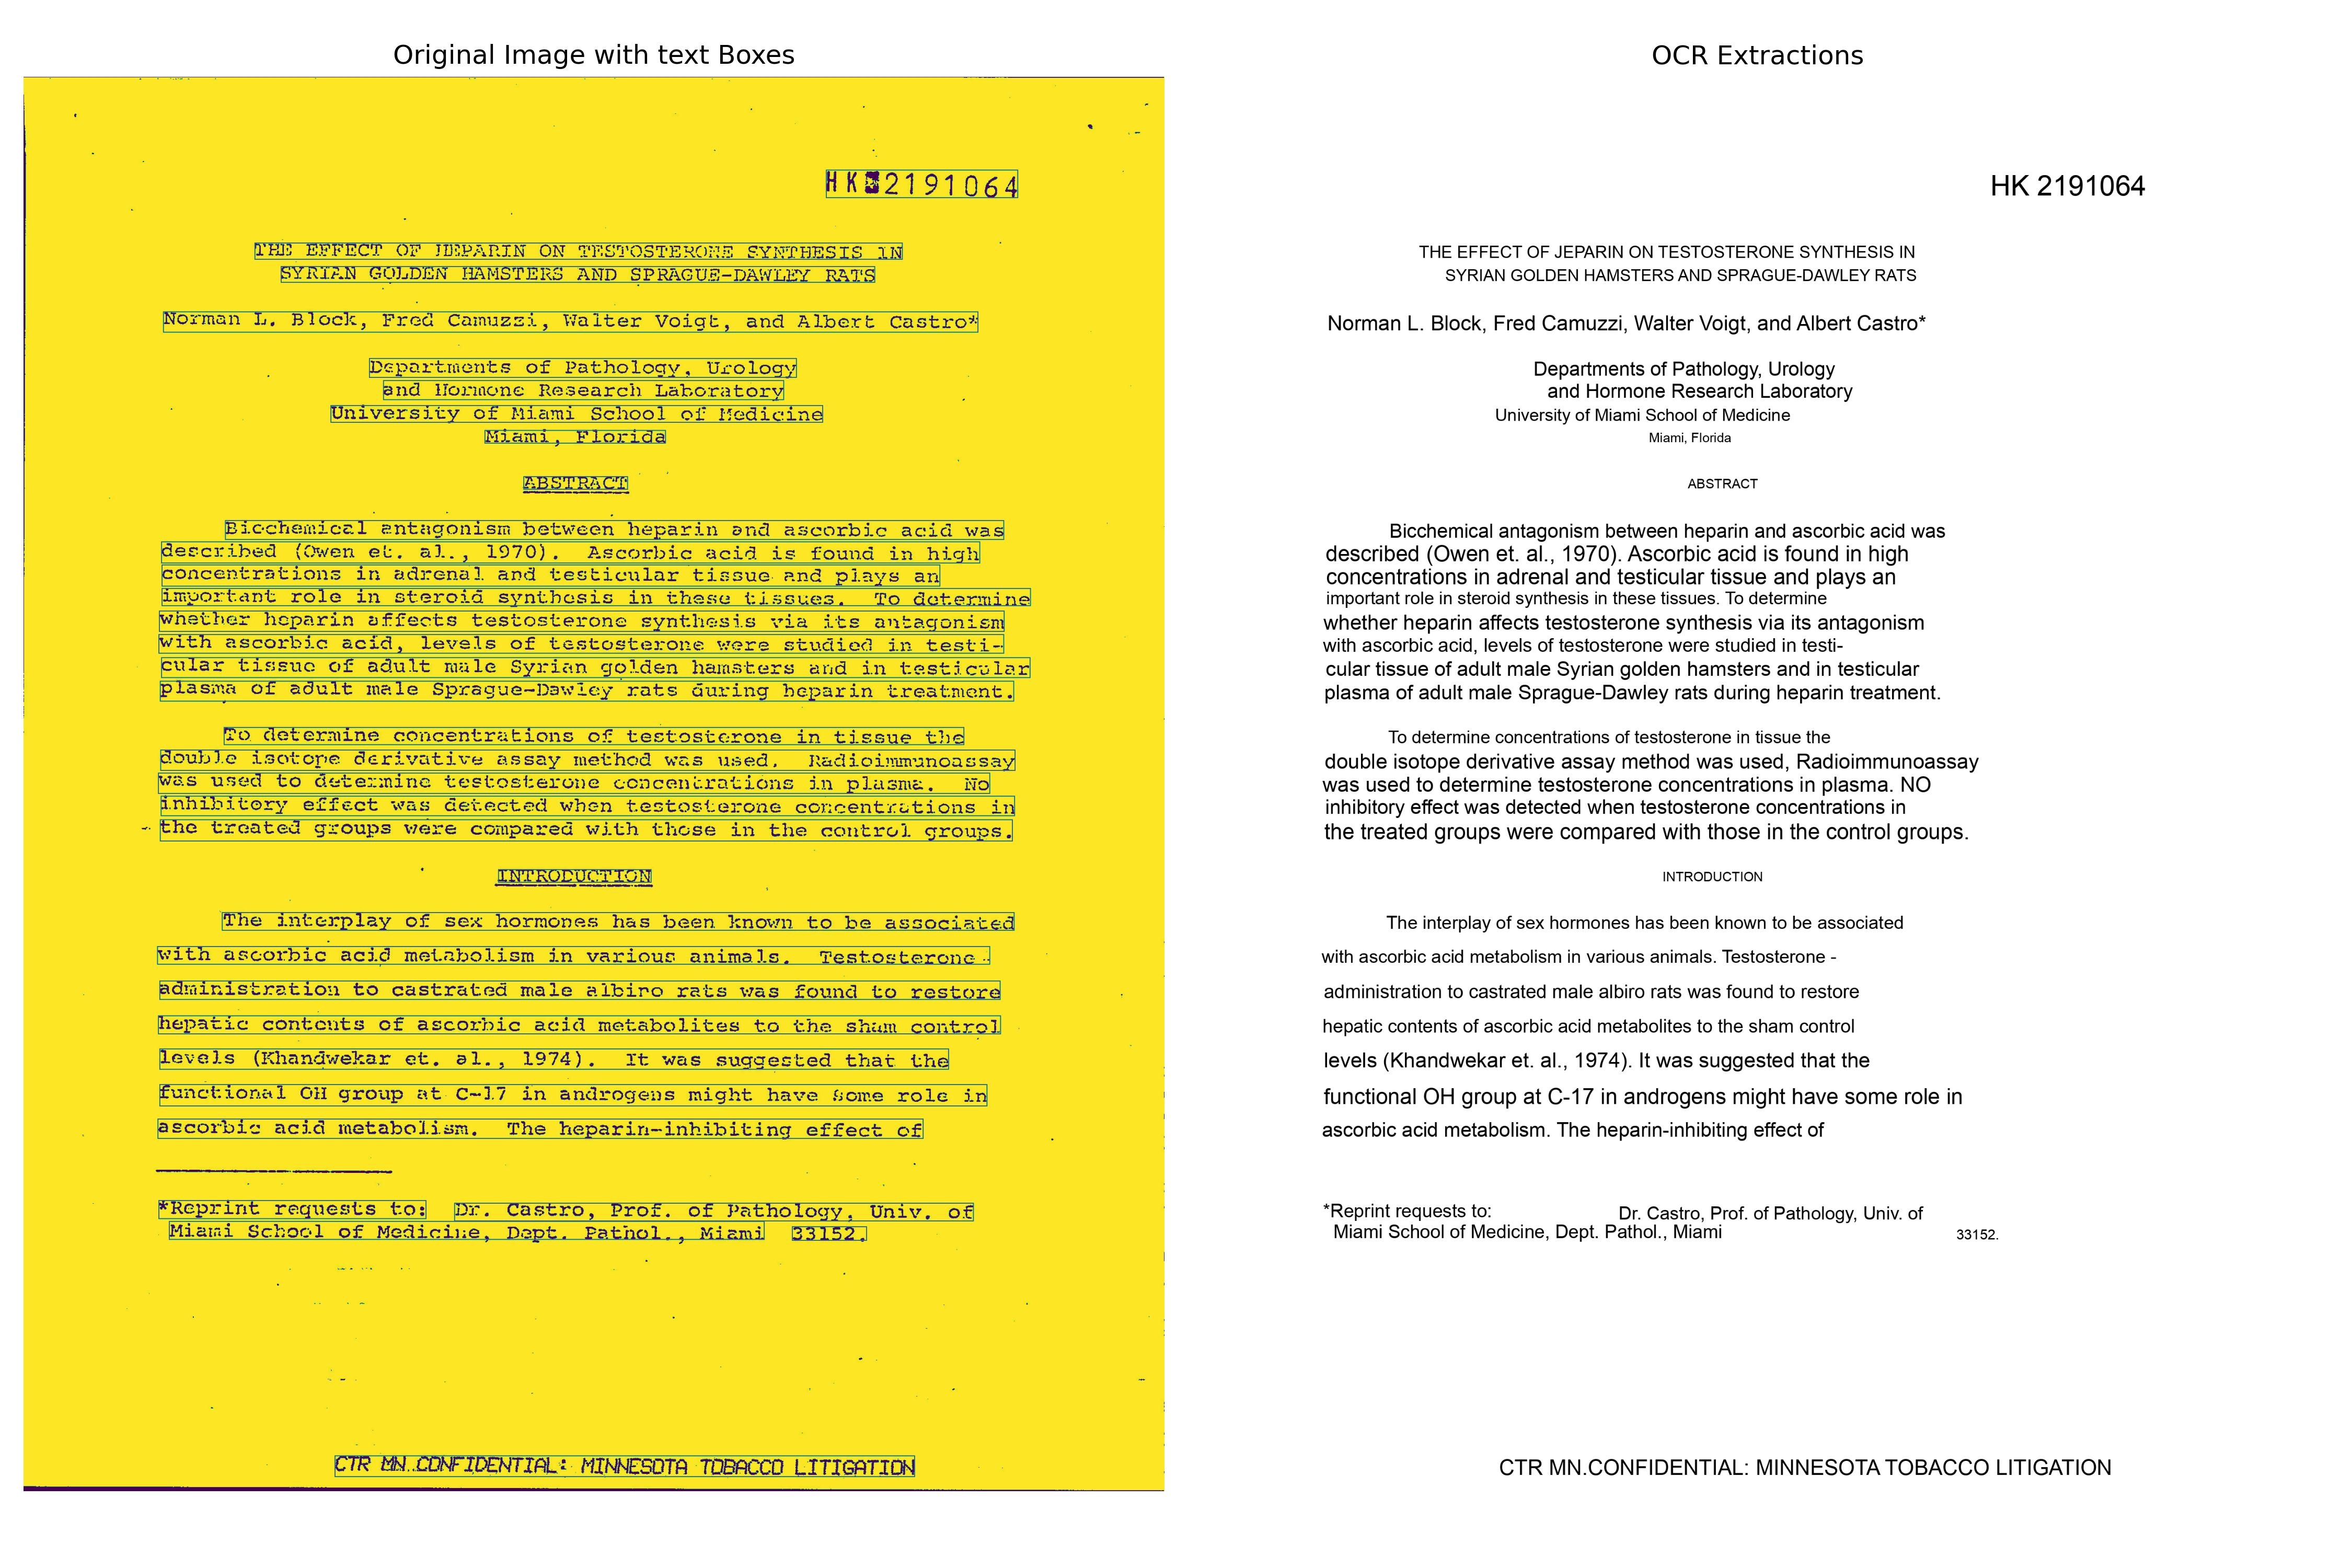 Original Image with text Boxes
HK 2191064
THE EFFECT OF HEPARIN ON TESTOSTERONE SYNTHESIS IN
SYRIAN GOLDEN HAMSTERS AND SPRAGUE-DAWLEY RATS
Norman L. Block, Fred Camuzzi, Walter Voigt, and Albert Castro*
Departments of Pathology, Urology
and Hormone Research Laboratory
University of Miami School of Medicine
Miami, Florida
ABSTRACT
Biochemical antagonism between heparin and ascorbic acid was
described (Owen et. al., 1970). Ascorbic acid is found in high
concentrations in adrenal and testicular tissue and plays an
important role in steroid synthesis in these tissues. To determine
whether heparin affects testosterone synthesis via its antagonism
with ascorbic acid, levels of testosterone were studied in testi-
cular tissue of adult male Syrian golden hamsters and in testicular
plasma of adult male Sprague-Dawley rats during heparin treatment.
To determine concentrations of testosterone in tissue the
double isotope derivative assay method was used. Radioimmunoassay
was used to determine testosterone concentrations in plasma. No
inhibitory effect was detected when testosterone concentrations in
the treated groups were compared with those in the control groups.
INTRODUCTION
The interplay of sex hormones has been known to be associated
with ascorbic acid metabolism in various animals. Testosterone
administration to castrated male albino rats was found to restore
hepatic contents of ascorbic acid metabolites to the sham control
levels (Khandwekar et. al., 1974). It was suggested that the
functional OH group at C-17 in androgens might have some role in
ascorbic acid metabolism. The heparin-inhibiting effect of
*Reprint requests to: Dr. Castro, Prof. of Pathology, Univ. of
Miami School of Medicine, Dept. Pathol., Miami 33152.
CTR MN CONFIDENTIAL: MINNESOTA TOBACCO LITIGATION
OCR Extractions
HK 2191064
THE EFFECT OF JEPARIN ON TESTOSTERONE SYNTHESIS IN
SYRIAN GOLDEN HAMSTERS AND SPRAGUE-DAWLEY RATS
Norman L. Block, Fred Camuzzi, Walter Voigt, and Albert Castro*
Departments of Pathology, Urology
and Hormone Research Laboratory
University of Miami School of Medicine
Miami, Florida
ABSTRACT
Bicchemical antagonism between heparin and ascorbic acid was
described (Owen et. al., 1970). Ascorbic acid is found in high
concentrations in adrenal and testicular tissue and plays an
important role in steroid synthesis in these tissues. To determine
whether heparin affects testosterone synthesis via its antagonism
with ascorbic acid, levels of testosterone were studied in testi-
cular tissue of adult male Syrian golden hamsters and in testicular
plasma of adult male Sprague-Dawley rats during heparin treatment.
To determine concentrations of testosterone in tissue the
double isotope derivative assay method was used, Radioimmunoassay
was used to determine testosterone concentrations in plasma. NO
inhibitory effect was detected when testosterone concentrations in
the treated groups were compared with those in the control groups.
INTRODUCTION
The interplay of sex hormones has been known to be associated
with ascorbic acid metabolism in various animals. Testosterone -
administration to castrated male albiro rats was found to restore
hepatic contents of ascorbic acid metabolites to the sham control
levels (Khandwekar et. al., 1974). It was suggested that the
functional OH group at C-17 in androgens might have some role in
ascorbic acid metabolism. The heparin-inhibiting effect of
*Reprint requests to: Dr. Castro, Prof. of Pathology, Univ. of
Miami School of Medicine, Dept. Pathol., Miami 33152.
CTR MN.CONFIDENTIAL: MINNESOTA TOBACCO LITIGATION